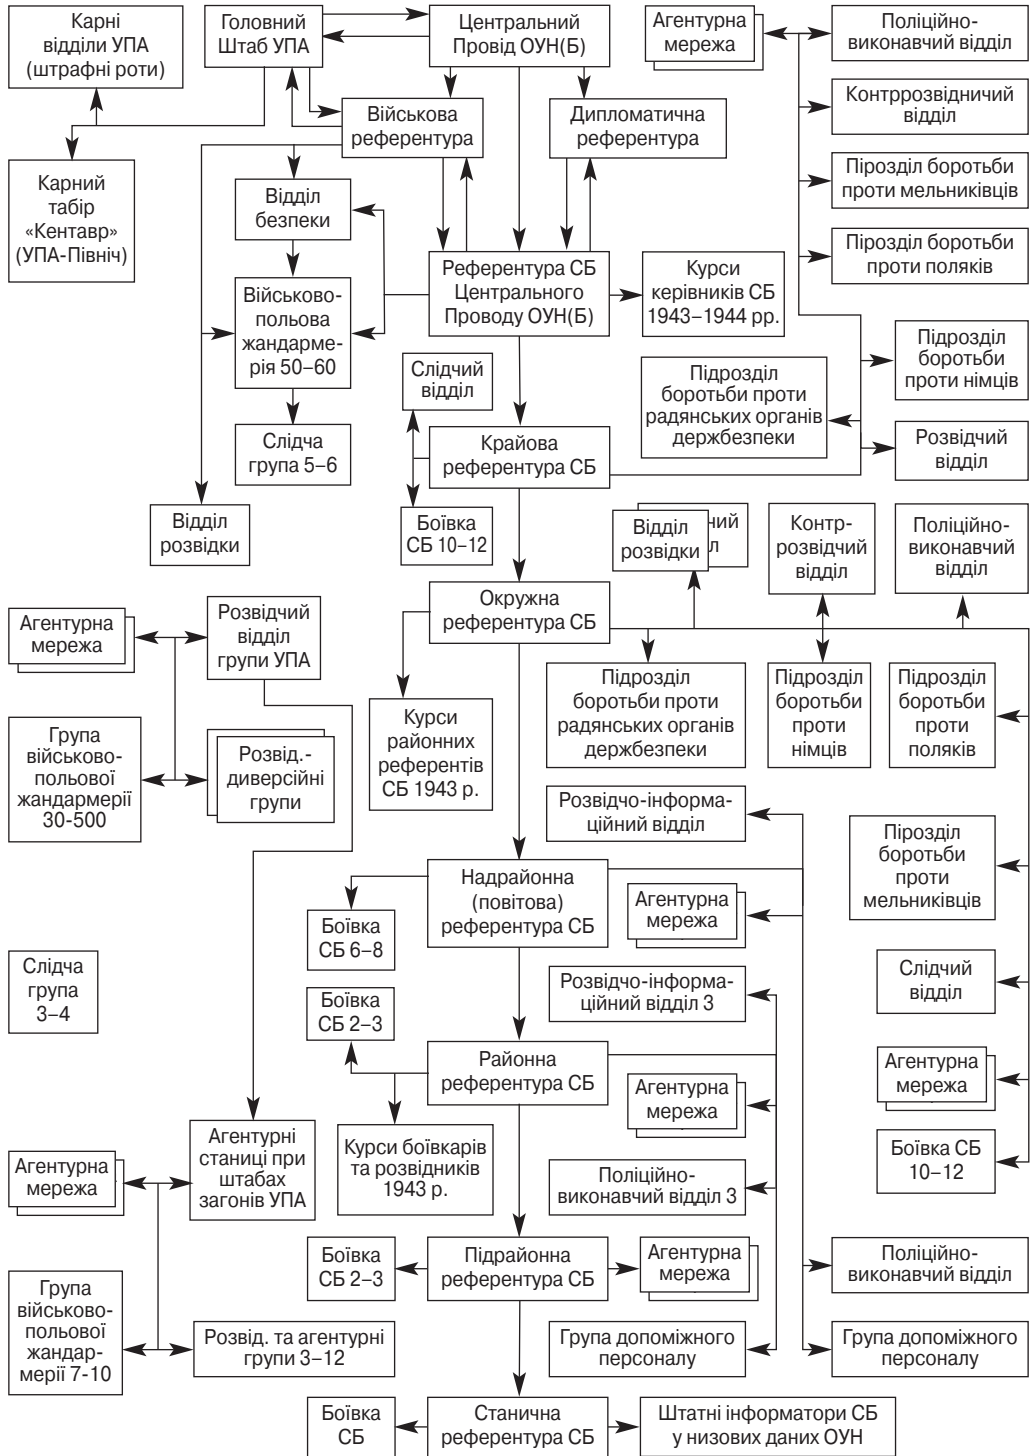 Карні
відділи УПА
(штрафні роти)
Головний
Штаб УПА
Центральний
Провід ОУН(Б)
Агентурна
мережа
Поліційно-
виконавчий відділ
Військова
референтура
Дипломатична
референтура
Контррозвідничий
відділ
Карний
табір
«Кентавр»
(УПА-Північ)
Відділ
безпеки
Пірозділ боротьби
проти мельниківців
Пірозділ боротьби
проти поляків
Військово-
польова
жандарме-
рія 50–60
Референтура СБ
Центрального
Проводу ОУН(Б)
Курси
керівників СБ
1943–1944 рр.
Підрозділ
боротьби
проти німців
Слідчий
відділ
Підрозділ
боротьби проти
радянських органів
держбезпеки
Слідча
група 5–6
Крайова
референтура СБ
Розвідчий
відділ
Відділ
розвідки
Боївка
СБ 10–12
Відділ
розвідки
ний
л
Контр-
розвідчий
відділ
Поліційно-
виконавчий
відділ
Окружна
референтура СБ
Агентурна
мережа
Розвідчий
відділ
групи УПА
Курси
районних
референтів
СБ 1943 р.
Підрозділ
боротьби проти
радянських органів
держбезпеки
Підрозділ
боротьби
проти
німців
Підрозділ
боротьби
проти
поляків
Група
військово-
польової
жандармерії
30-500
Розвід.-
диверсійні
групи
Розвідчо-інформа-
ційний відділ
Пірозділ
боротьби
проти
мельниківців
Надрайонна
(повітова)
референтура СБ
Агентурна
мережа
Боївка
СБ 6–8
Слідча
група
3–4
Боївка
СБ 2–3
Розвідчо-інформа-
ційний відділ 3
Слідчий
відділ
Районна
референтура СБ
Агентурна
мережа
Агентурна
мережа
Агентурна
мережа
Агентурні
станиці при
штабах
загонів УПА
Курси боївкарів
та розвідників
1943 р.
Поліційно-
виконавчий відділ 3
Боївка СБ
10–12
Боївка
СБ 2–3
Підрайонна
референтура СБ
Агентурна
мережа
Поліційно-
виконавчий відділ
Група
військово-
польової
жандар-
мерії 7-10
Розвід. та агентурні
групи 3–12
Група допоміжного
персоналу
Група допоміжного
персоналу
Боївка
СБ
Станична
референтура СБ
Штатні інформатори СБ
у низових даних ОУН